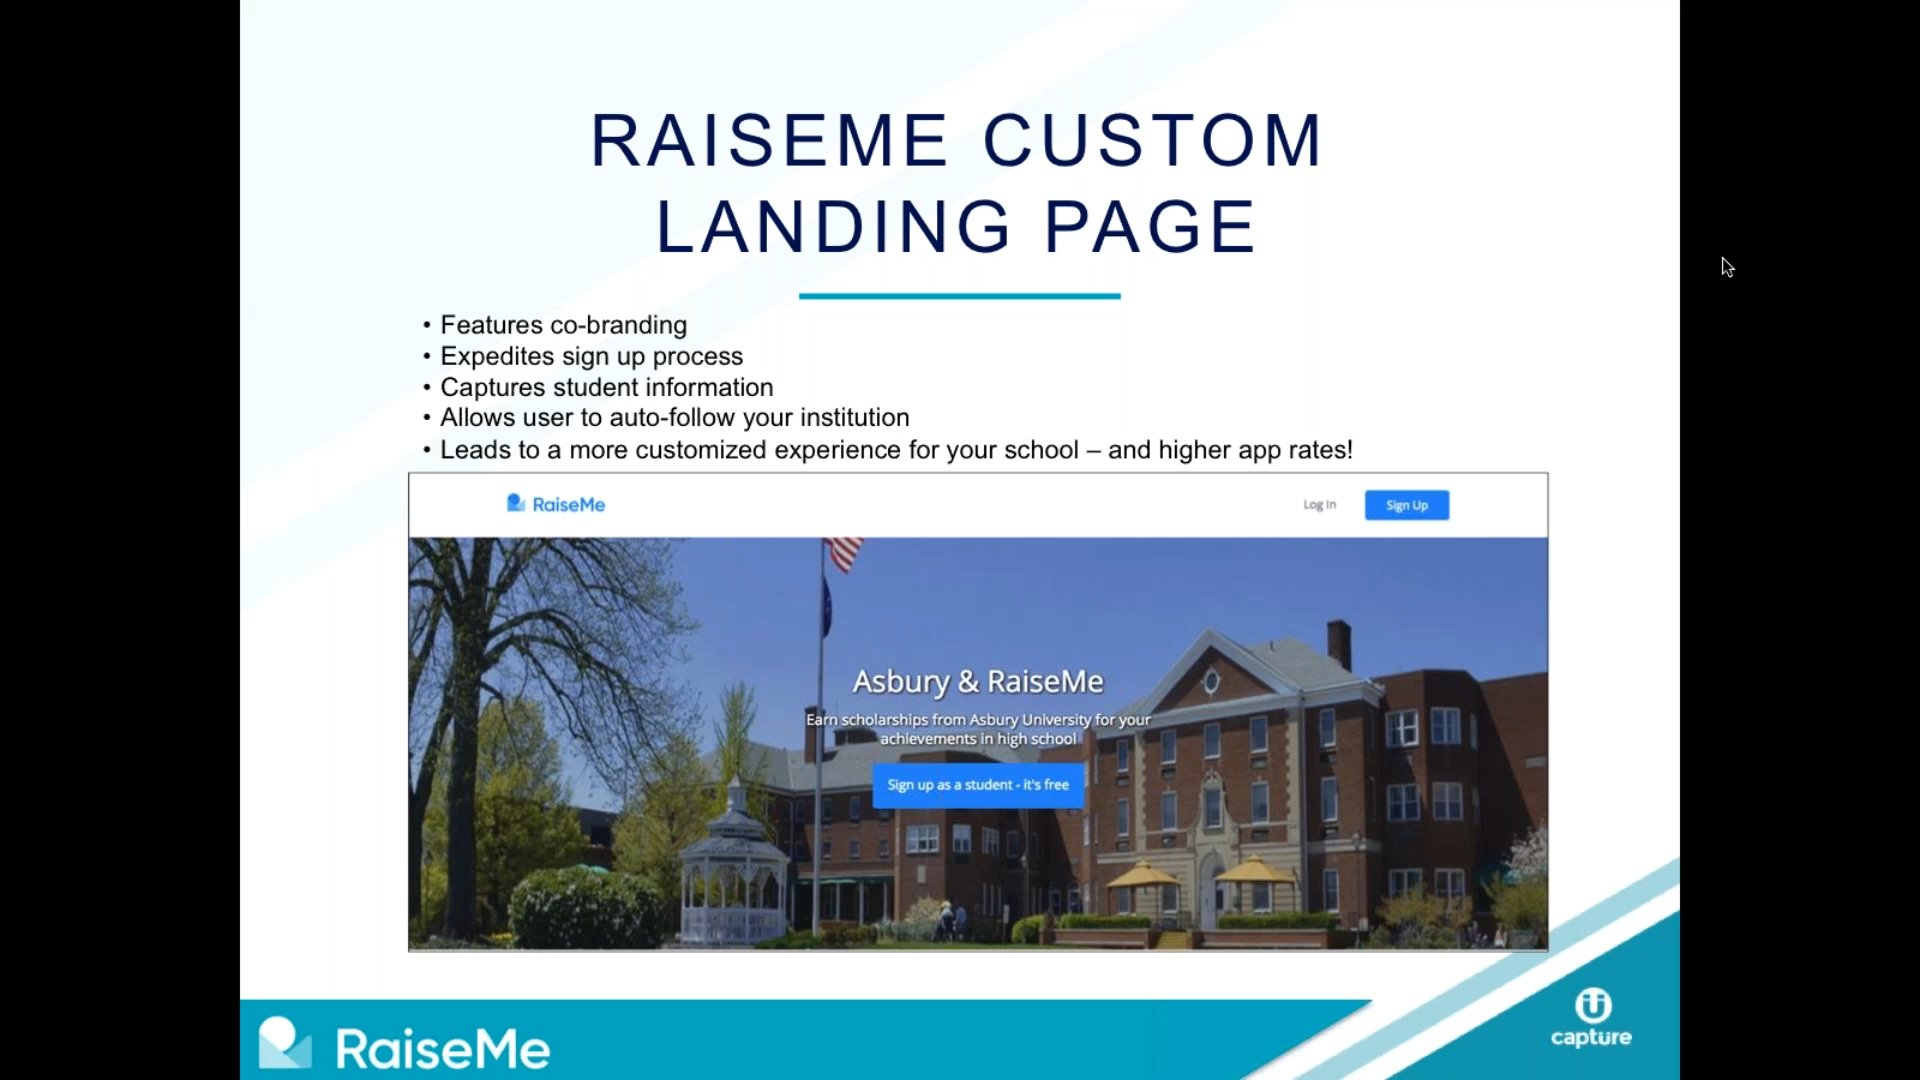 RAISEME CUSTOM
LANDING PAGE
• Features co-branding
• Expedites sign up process
• Captures student information
• Allows user to auto-follow your institution
• Leads to a more customized experience for your school – and higher app rates!
RaiseMe
Log In
Sign Up
Asbury & RaiseMe
Earn scholarships from Asbury University for your
achievements in high school
Sign up as a student - it's free
RaiseMe
capture